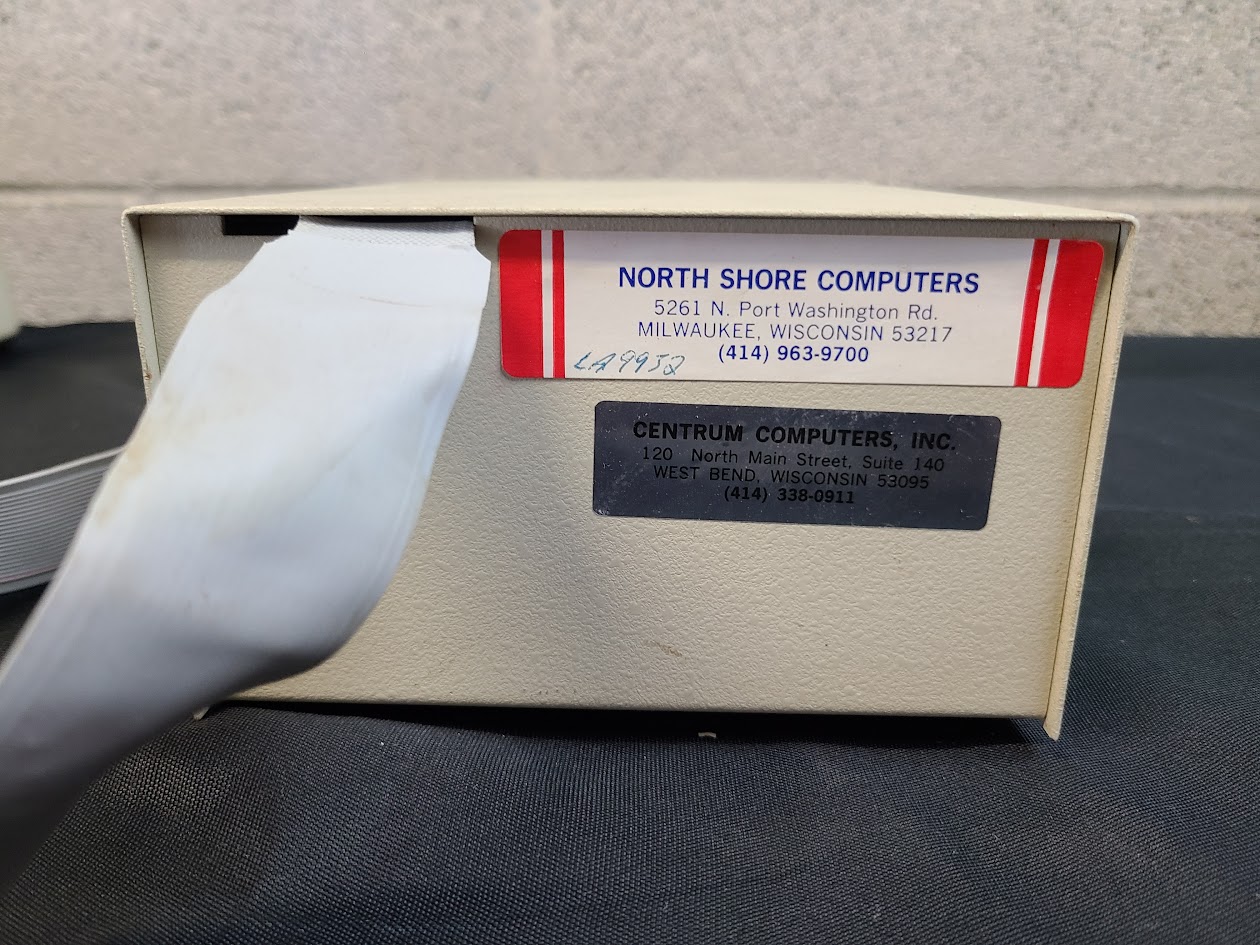 NORTH SHORE COMPUTERS
5261 N. Port Washington Rd.
MILWAUKEE, WISCONSIN 53217
(414) 963-9700
LA9952
CENTRUM COMPUTERS, INC.
120 North Main Street, Suite 140
WEST BEND, WISCONSIN 53095
(414) 338-0911